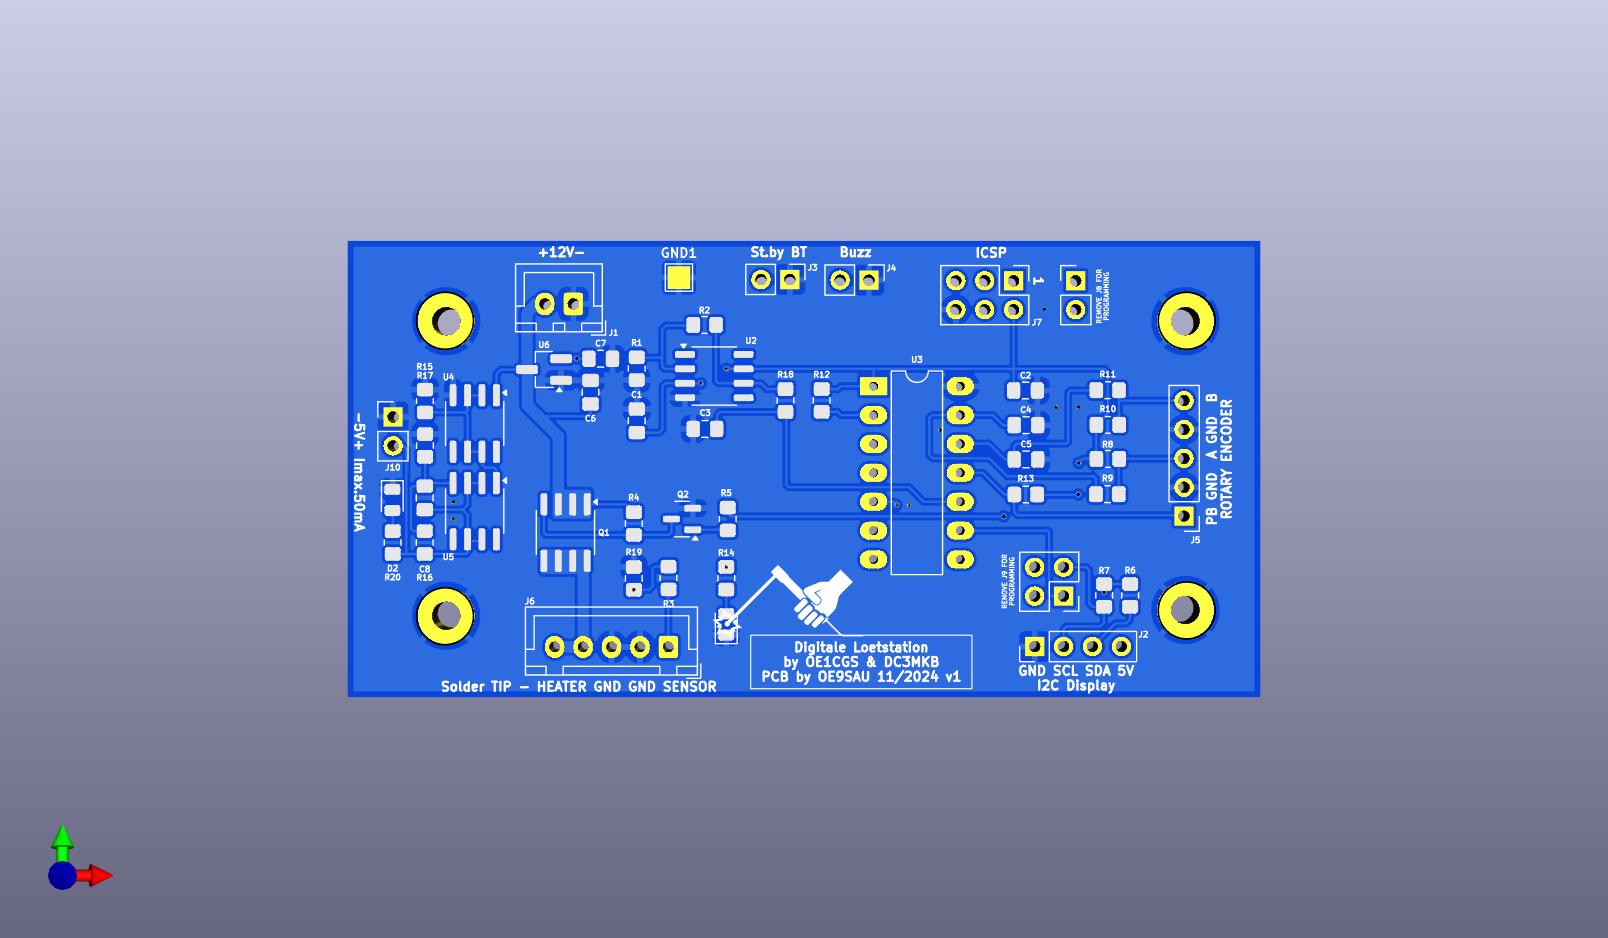 +12V-
GND1
St.by BT
Buzz
ICSP
J3
J4
1
J7
REMOVE J8 FOR
PROGRAMMING
J1
R2
U2
U6
C7
R1
U3
R15
R17
U4
R18
R12
C2
R11
C1
C6
C3
C4
R10
B
GND
A
GND
PB
ROTARY ENCODER
-5V+ Imax.50mA
J10
C5
R8
R13
R9
R4
Q2
R5
Q1
J5
U5
D2
R20
C8
R16
R19
R14
R3
J6
REMOVE J9 FOR
PROGRAMMING
R7
R6
J2
Digitale Loetstation
by OE1CGS & DC3MKB
PCB by OE9SAU 11/2024 v1
GND SCL SDA 5V
I2C Display
Solder TIP - HEATER GND GND SENSOR